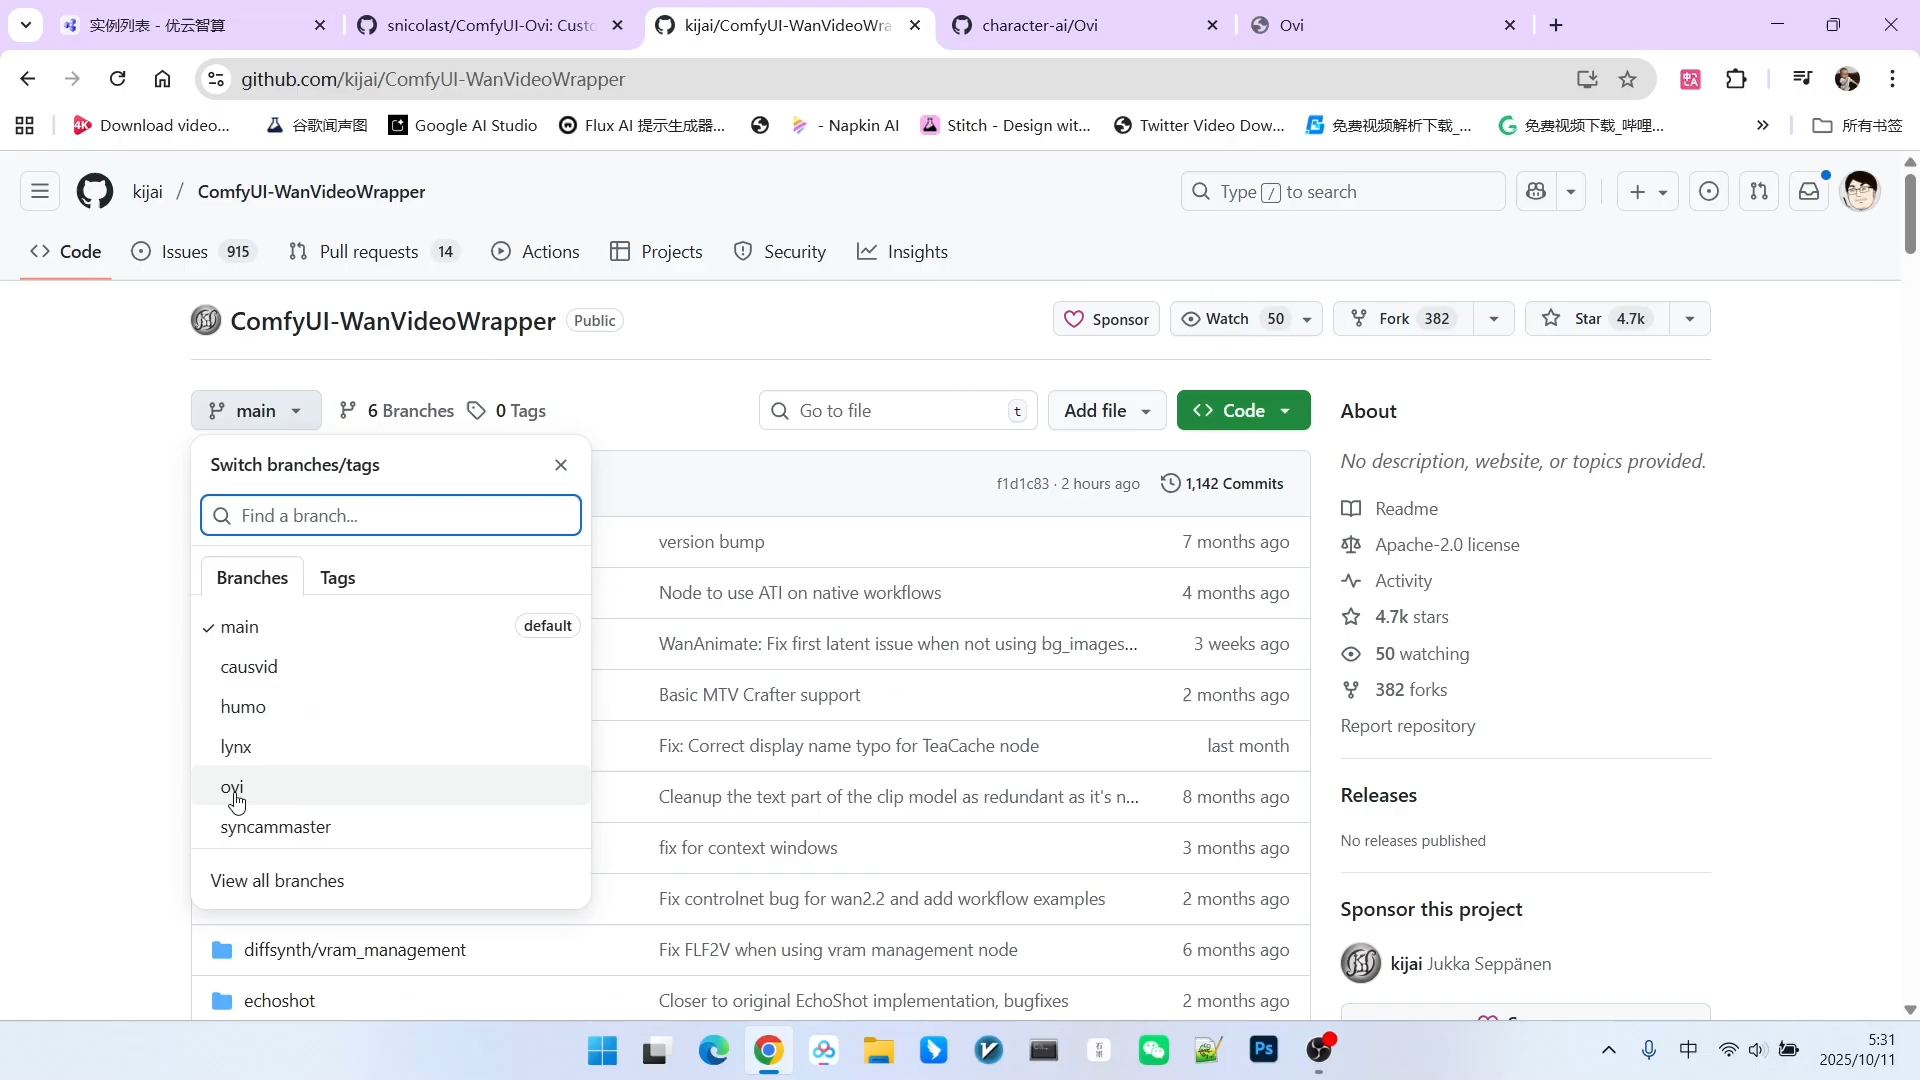 实例列表 - 优云智算
snicolast/ComfyUI-Ovi: Custo
kijai/ComfyUI-WanVideoWra
character-ai/Ovi
Ovi
github.com/kijai/ComfyUI-WanVideoWrapper
Download video...
谷歌闻声图
Google AI Studio
Flux AI 提示生成器...
- Napkin AI
Stitch - Design wit...
Twitter Video Dow...
免费视频解析下载_...
免费视频下载_哔哩...
所有书签
kijai / ComfyUI-WanVideoWrapper
Type / to search
Code
Issues 915
Pull requests 14
Actions
Projects
Security
Insights
ComfyUI-WanVideoWrapper Public
Sponsor
Watch 50
Fork 382
Star 4.7k
main
6 Branches
0 Tags
Go to file t
Add file
Code
Switch branches/tags
Find a branch...
Branches
Tags
main default
causvid
humo
lynx
ovi
syncammaster
View all branches
f1d1c83 · 2 hours ago
1,142 Commits
version bump 7 months ago
Node to use ATI on native workflows 4 months ago
WanAnimate: Fix first latent issue when not using bg_images... 3 weeks ago
Basic MTV Crafter support 2 months ago
Fix: Correct display name typo for TeaCache node last month
Cleanup the text part of the clip model as redundant as it's n... 8 months ago
fix for context windows 3 months ago
Fix controlnet bug for wan2.2 and add workflow examples 2 months ago
diffsynth/vram_management Fix FLF2V when using vram management node 6 months ago
echoshot Closer to original EchoShot implementation, bugfixes 2 months ago
About
No description, website, or topics provided.
Readme
Apache-2.0 license
Activity
4.7k stars
50 watching
382 forks
Report repository
Releases
No releases published
Sponsor this project
kijai Jukka Seppänen
Ps
中
5:31
2025/10/11